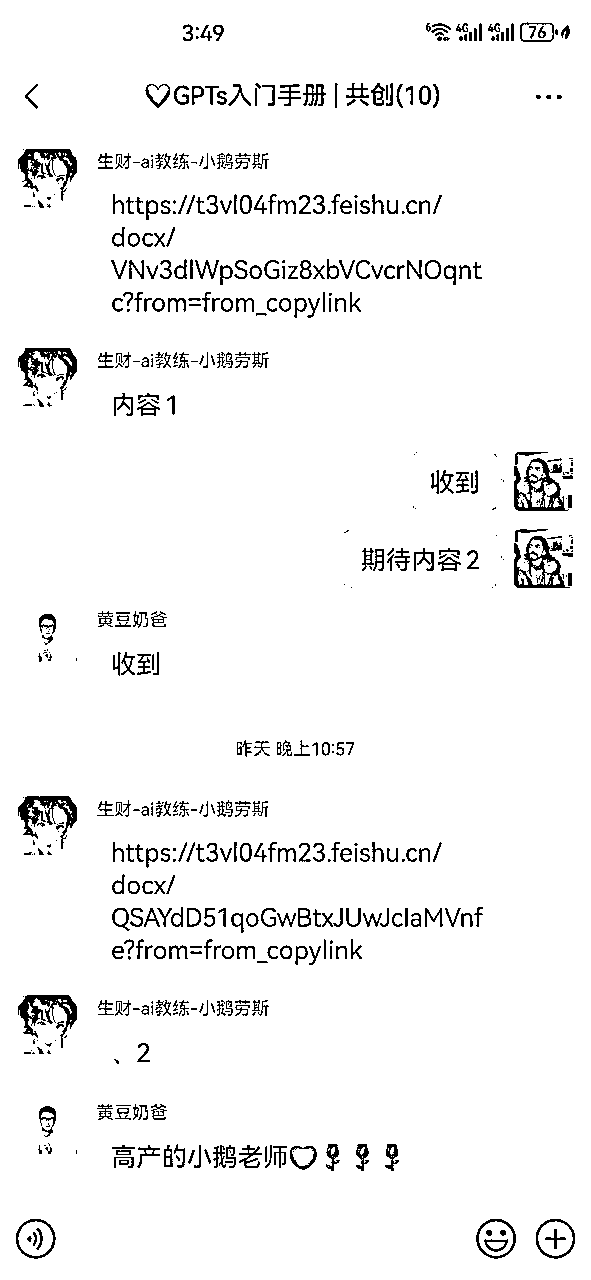 3:49
6 4G 4G 76
♡GPTs入门手册 | 共创(10)
生财-ai教练-小鹅劳斯
https://t3vl04fm23.feishu.cn/
docx/
VNv3dlWpSoGiz8xbVCvcrNOqnt
c?from=from_copylink
生财-ai教练-小鹅劳斯
内容1
收到
期待内容2
黄豆奶爸
收到
昨天 晚上10:57
生财-ai教练-小鹅劳斯
https://t3vl04fm23.feishu.cn/
docx/
QSAYdD51qoGwBtxJUwJclaMVnf
e?from=from_copylink
生财-ai教练-小鹅劳斯
、2
黄豆奶爸
高产的小鹅老师♡🌹🌹🌹